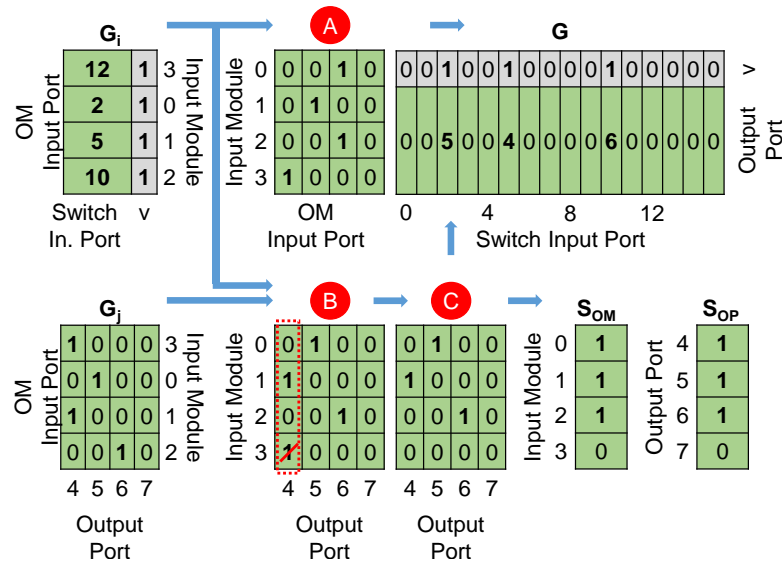 G_i
A
G
OM
Input Port
12 1 3
2 1 0
5 1 1
10 1 2
Input Module
Switch
In. Port
v
Input Module
0 0 0 1 0
1 0 1 0 0
2 0 0 1 0
3 1 0 0 0
OM
Input Port
0 0 1 0 0 1 0 0 0 0 1 0 0 0 0 0
v
0 0 5 0 0 4 0 0 0 0 6 0 0 0 0 0
Output
Port
0 4 8 12
Switch Input Port
G_j
B
C
S_OM
S_OP
OM
Input Port
1 0 0 0 3
0 1 0 0 0
1 0 0 0 1
0 0 1 0 2
Input Module
4 5 6 7
Output
Port
Input Module
0 0 1 0 0
1 1 0 0 0
2 0 0 1 0
3 1 0 0 0
4 5 6 7
Output
Port
0 1 0 0
1 0 0 0
0 0 1 0
0 0 0 0
4 5 6 7
Output
Port
Input Module
0 1
1 1
2 1
3 0
Output Port
4 1
5 1
6 1
7 0